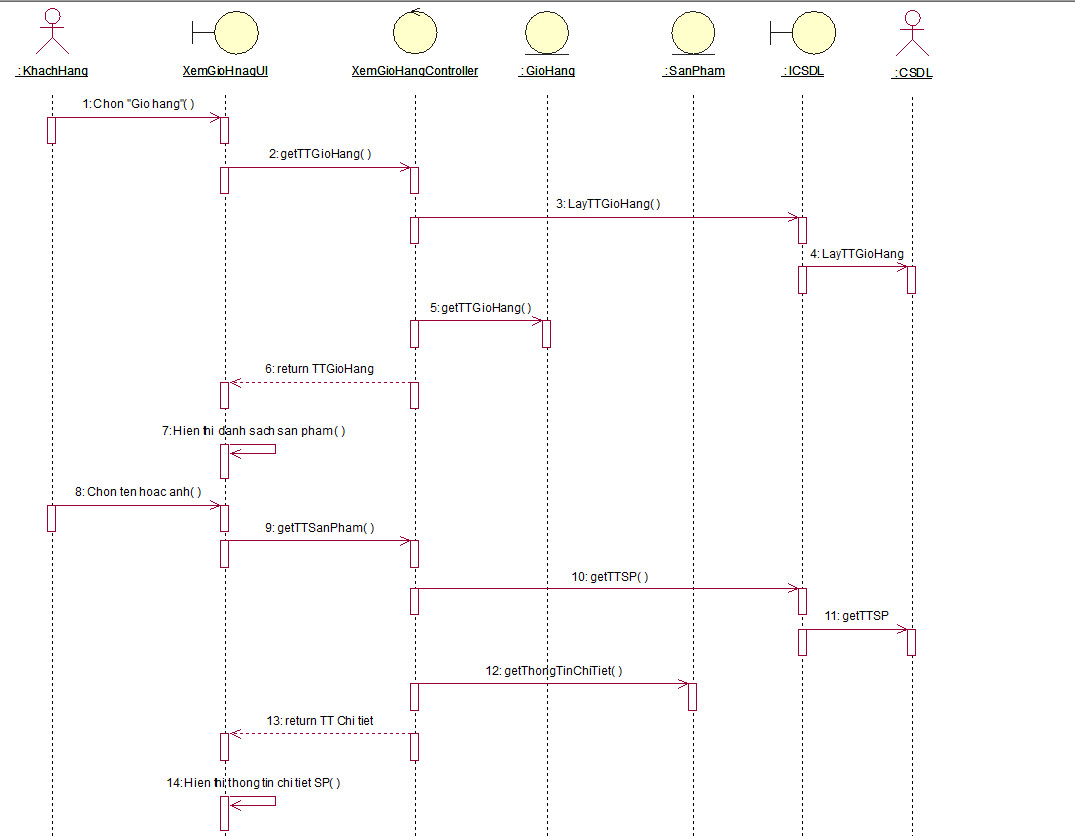 : KhachHang
XemGioHnagUI
XemGioHangController
: GioHang
: SanPham
: ICSDL
: CSDL
1: Chon "Gio hang"( )
2: getTTGioHang( )
3: LayTTGioHang( )
4: LayTTGioHang
5: getTTGioHang( )
6: return TTGioHang
7: Hien thi danh sach san pham( )
8: Chon ten hoac anh( )
9: getTTSanPham( )
10: getTTSP( )
11: getTTSP
12: getThongTinChiTiet( )
13: return TT Chi tiet
14: Hien thi thong tin chi tiet SP( )